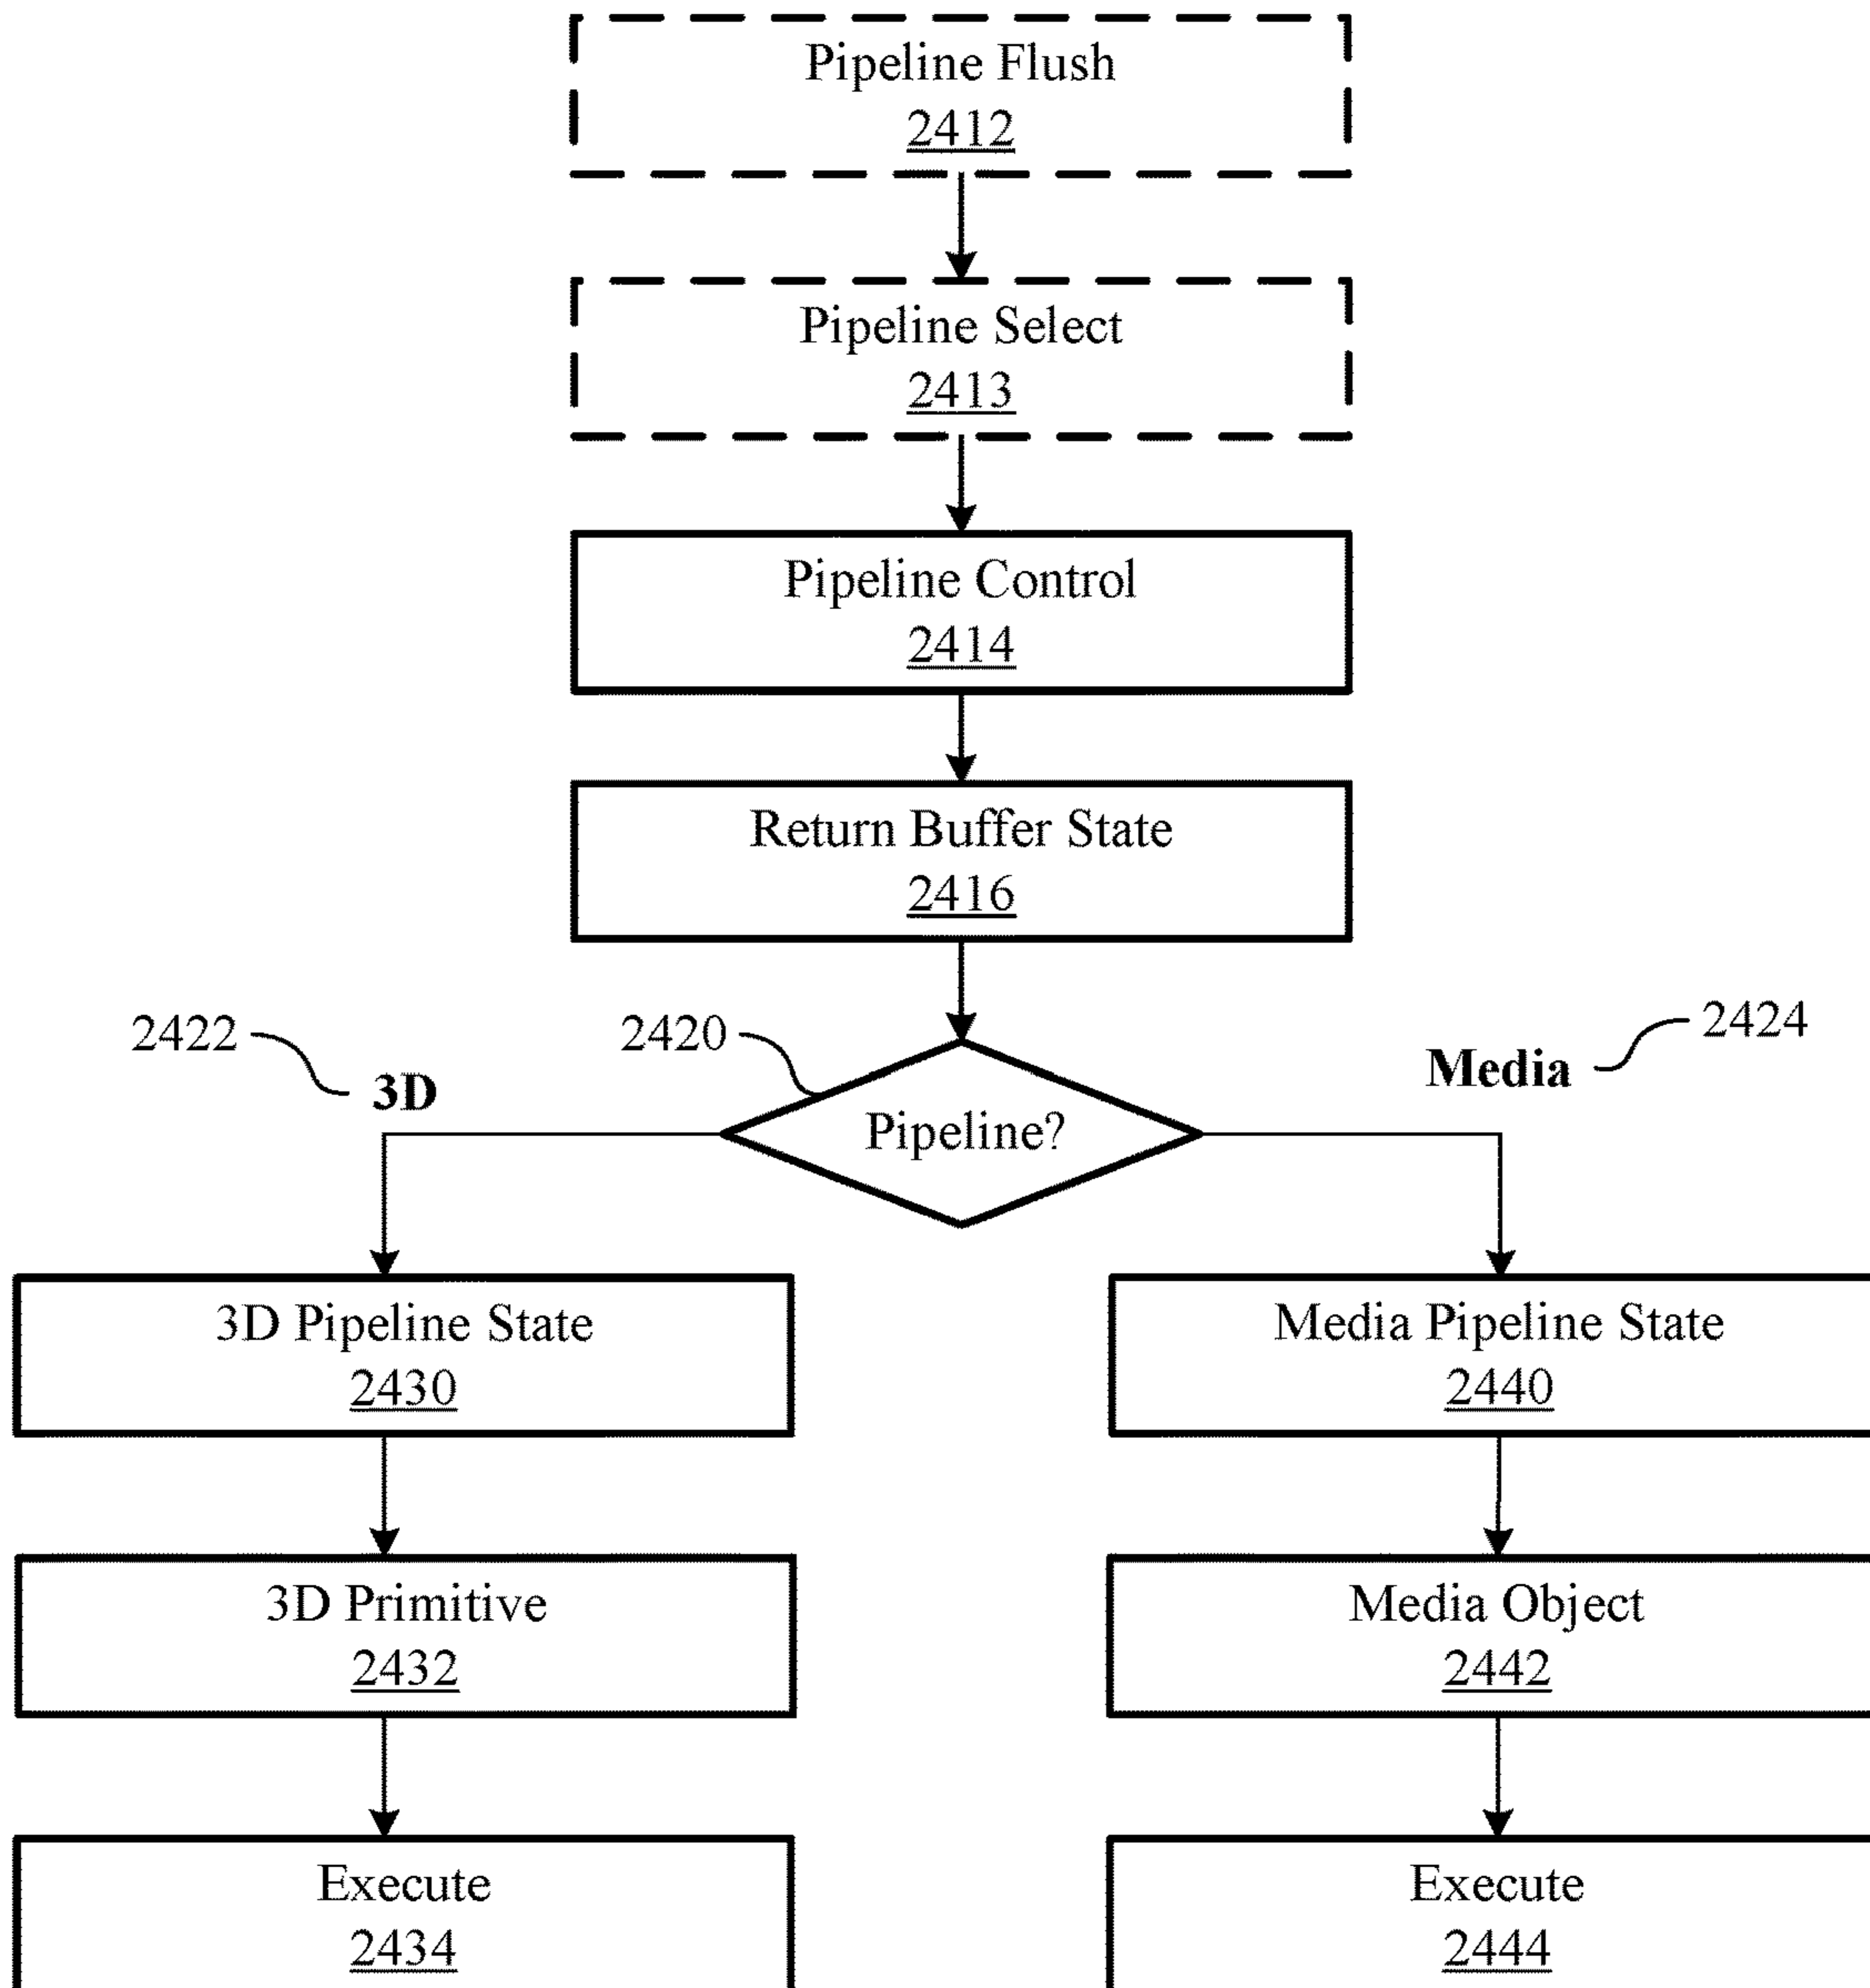 Pipeline Flush
2412
Pipeline Select
2413
Pipeline Control
2414
Return Buffer State
2416
2422
2420
2424
3D
Media
Pipeline?
3D Pipeline State
2430
Media Pipeline State
2440
3D Primitive
2432
Media Object
2442
Execute
2434
Execute
2444